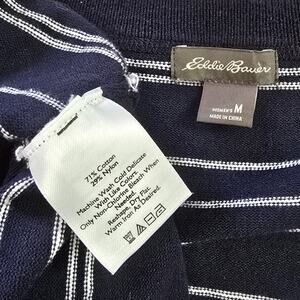 Eddie Bauer
WOMEN'S M
MADE IN CHINA
71% Cotton
29% Nylon
Machine Wash Cold Delicate
With Like Colors.
Only Non-Chlorine Bleach When
Needed.
Reshape, Dry Flat.
Warm Iron As Needed.